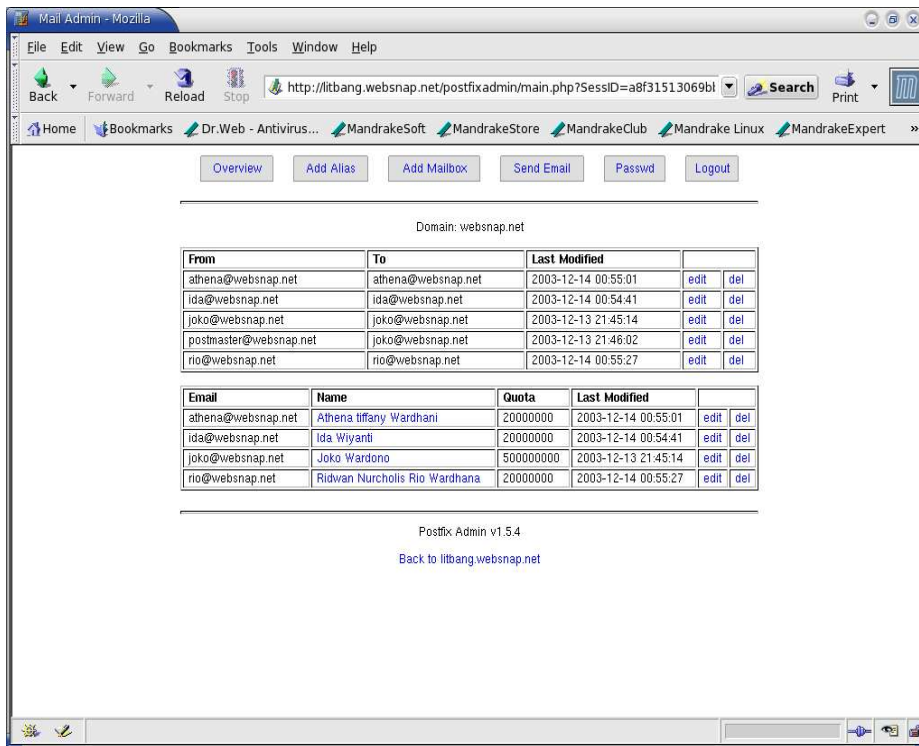 Mail Admin - Mozilla
File Edit View Go Bookmarks Tools Window Help
Back Forward Reload Stop http://litbang.websnap.net/postfixadmin/main.php?SessID=a8f31513069bl Search Print
Home Bookmarks Dr.Web - Antivirus... MandrakeSoft MandrakeStore MandrakeClub Mandrake Linux MandrakeExpert »
Overview Add Alias Add Mailbox Send Email Passwd Logout
Domain: websnap.net
From To Last Modified
athena@websnap.net athena@websnap.net 2003-12-14 00:55:01 edit del
ida@websnap.net ida@websnap.net 2003-12-14 00:54:41 edit del
joko@websnap.net joko@websnap.net 2003-12-13 21:45:14 edit del
postmaster@websnap.net joko@websnap.net 2003-12-13 21:46:02 edit del
rio@websnap.net rio@websnap.net 2003-12-14 00:55:27 edit del
Email Name Quota Last Modified
athena@websnap.net Athena tiffany Wardhani 20000000 2003-12-14 00:55:01 edit del
ida@websnap.net Ida Wiyanti 20000000 2003-12-14 00:54:41 edit del
joko@websnap.net Joko Wardono 500000000 2003-12-13 21:45:14 edit del
rio@websnap.net Ridwan Nurcholis Rio Wardhana 20000000 2003-12-14 00:55:27 edit del
Postfix Admin v1.5.4
Back to litbang.websnap.net